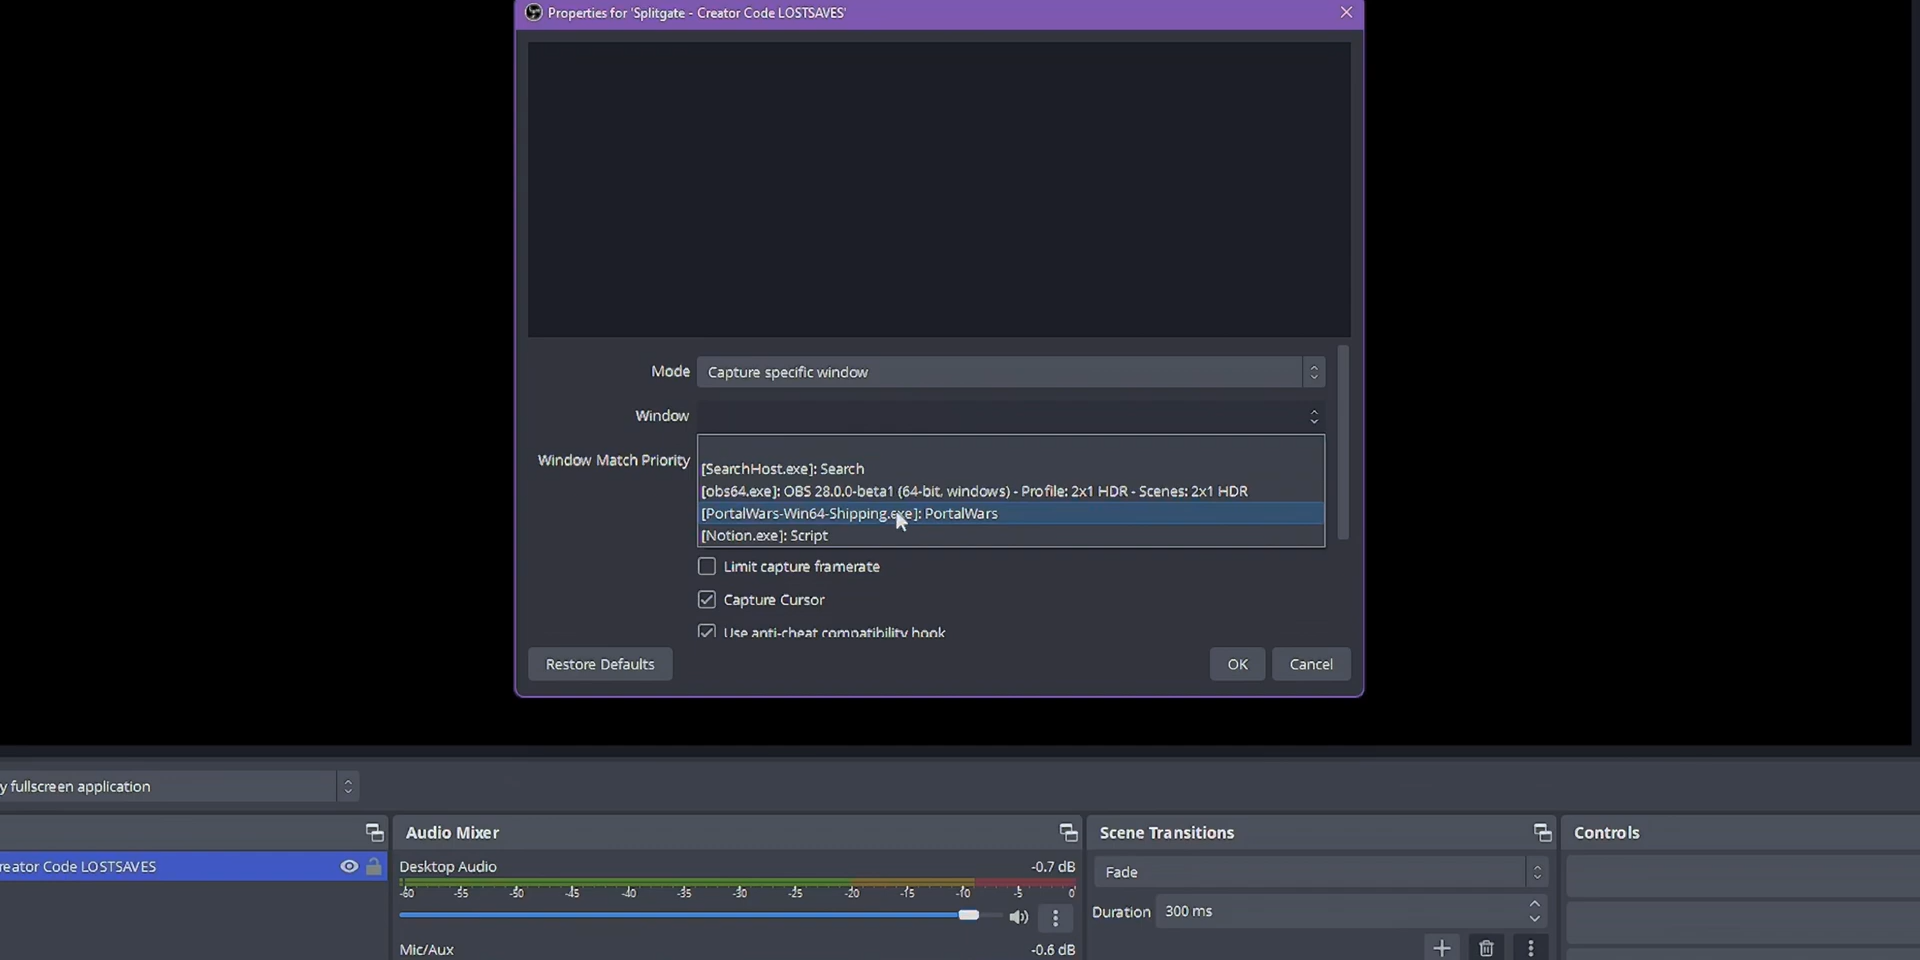 Properties for 'Splitgate - Creator Code LOSTSAVES'
Mode
Capture specific window
Window
Window Match Priority
[SearchHost.exe]: Search
[obs64.exe]: OBS 28.0.0-beta1 (64-bit, windows) - Profile: 2x1 HDR - Scenes: 2x1 HDR
[PortalWars-Win64-Shipping.exe]: PortalWars
[Notion.exe]: Script
Limit capture framerate
Capture Cursor
Use anti-cheat compatibility hook
Restore Defaults
OK
Cancel
y fullscreen application
Audio Mixer
Scene Transitions
Controls
reator Code LOSTSAVES
Desktop Audio
-0.7 dB
-60 -55 -50 -45 -40 -35 -30 -25 -20 -15 -10 -5 0
Fade
Duration
300 ms
Mic/Aux
-0.6 dB